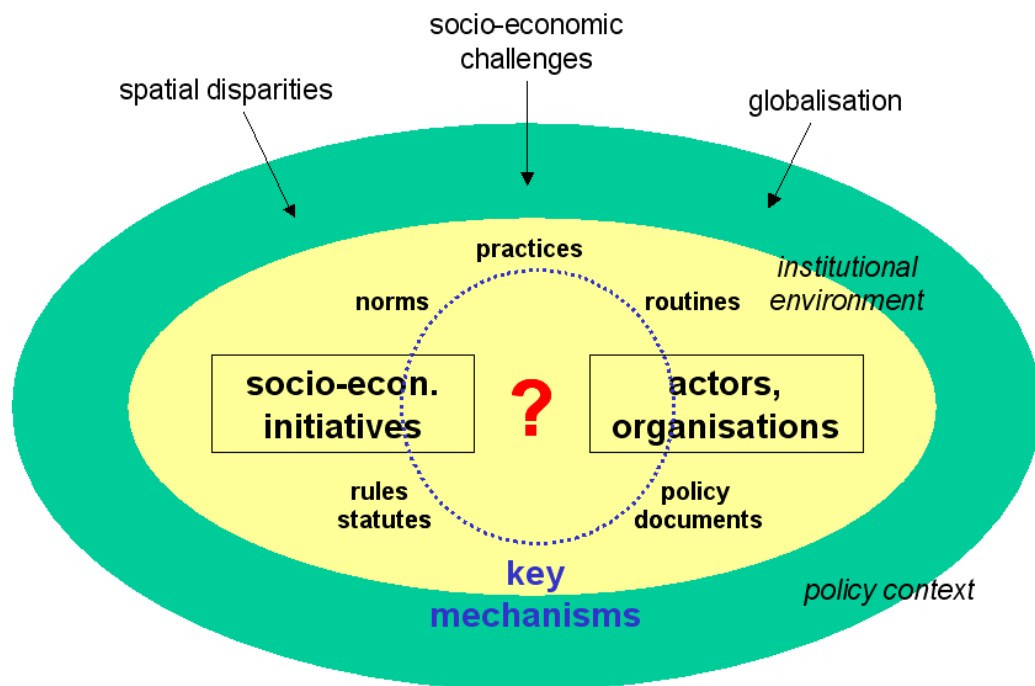 socio-economic
challenges
spatial disparities
globalisation
practices
institutional
environment
norms
routines
socio-econ.
initiatives
?
actors,
organisations
rules
statutes
policy
documents
key
mechanisms
policy context